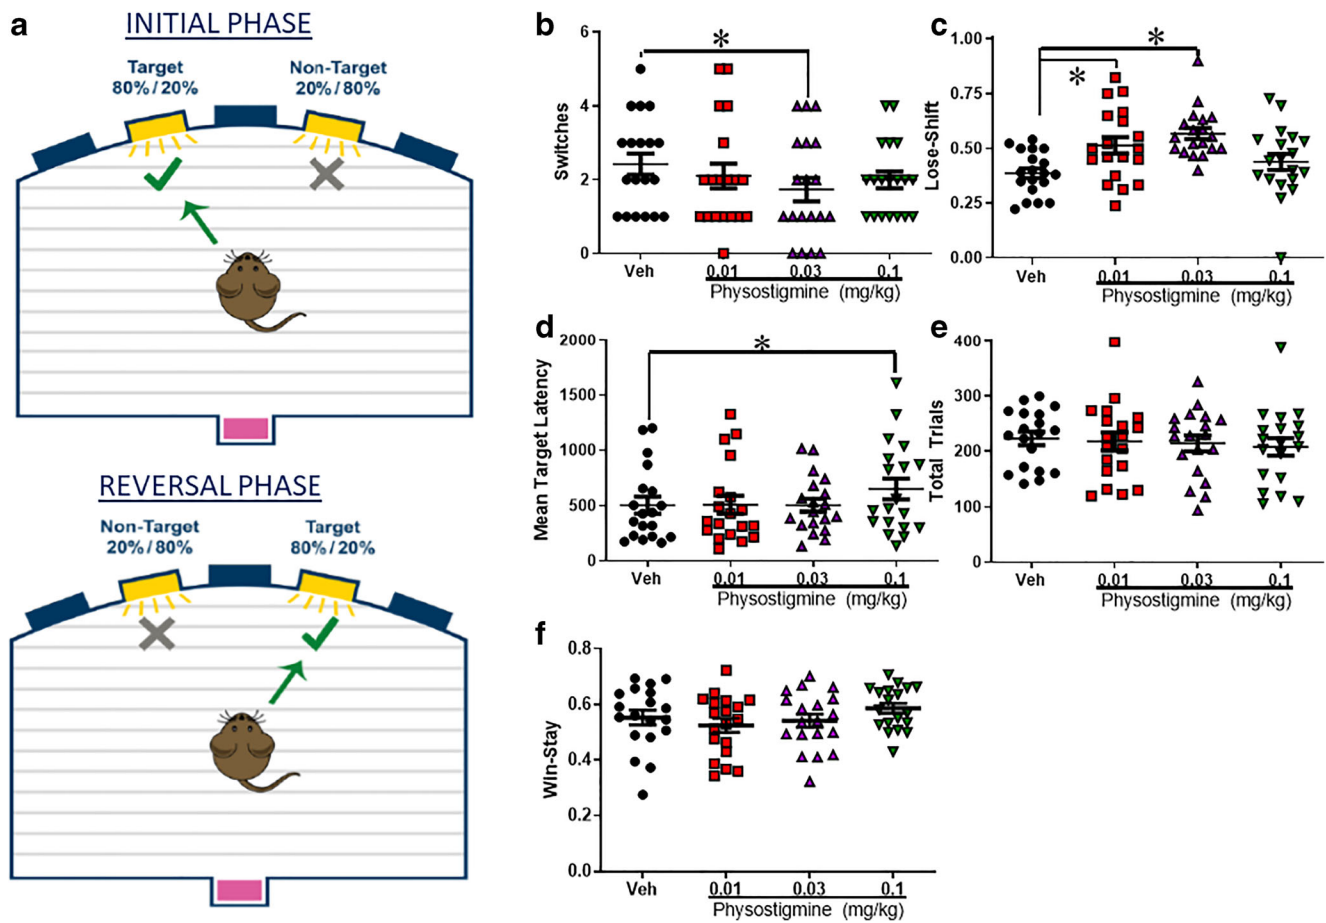 a
INITIAL PHASE
Target
80%/20%
Non-Target
20%/80%
REVERSAL PHASE
Non-Target
20%/80%
Target
80%/20%
b
Switches
6
4
2
0
*
Veh
0.01
0.03
0.1
Physostigmine (mg/kg)
c
Lose-Shift
1.00
0.75
0.50
0.25
0.00
*
*
Veh
0.01
0.03
0.1
Physostigmine (mg/kg)
d
Mean Target Latency
2000
1500
1000
500
0
*
Veh
0.01
0.03
0.1
Physostigmine (mg/kg)
e
Total Trials
400
300
200
100
0
Veh
0.01
0.03
0.1
Physostigmine (mg/kg)
f
Win-Stay
0.8
0.6
0.4
0.2
0.0
Veh
0.01
0.03
0.1
Physostigmine (mg/kg)